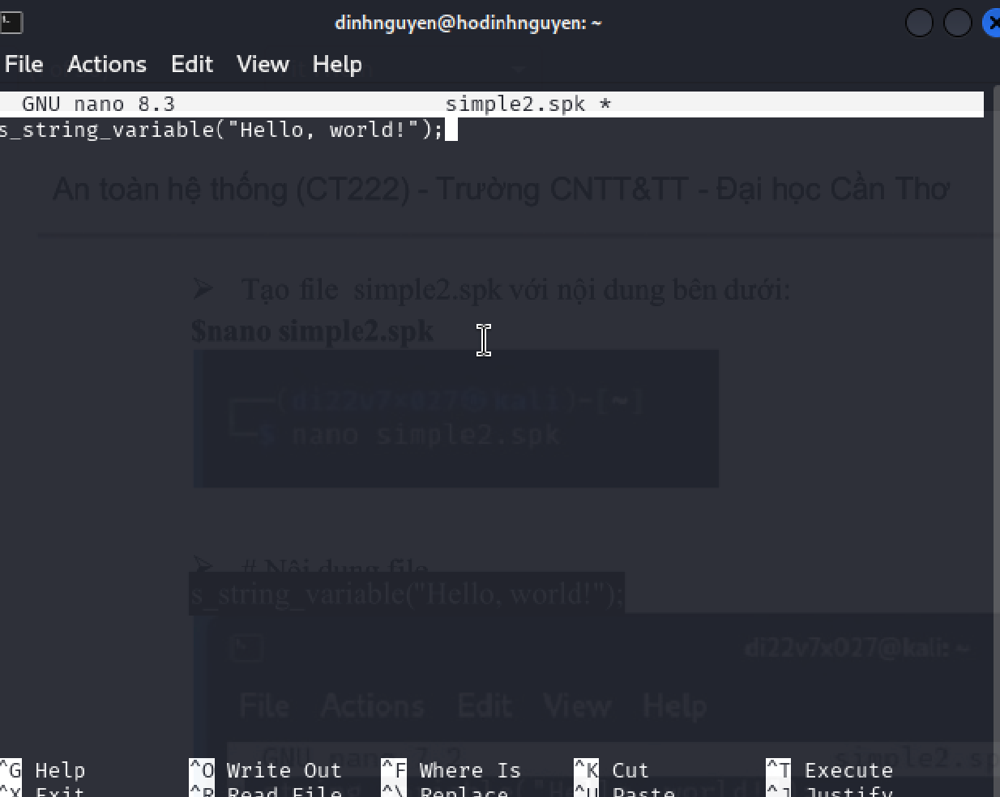 dinhnguyen@hodinhnguyen: ~
File Actions Edit View Help
GNU nano 8.3 simple2.spk *
s_string_variable("Hello, world!");
An toàn hệ thống (CT222) - Trường CNTT&TT - Đại học Cần Thơ
➢ Tạo file simple2.spk với nội dung bên dưới:
$nano simple2.spk
(di22v7x027㉿kali)-[~]
$ nano simple2.spk
➢ # Nội dung file
s_string_variable("Hello, world!");
di22v7x027@kali: ~
File Actions Edit View Help
GNU nano 7.2 simple2.sp
^G Help ^O Write Out ^F Where Is ^K Cut ^T Execute
^X Exit ^R Read File ^\ Replace ^U Paste ^J Justify